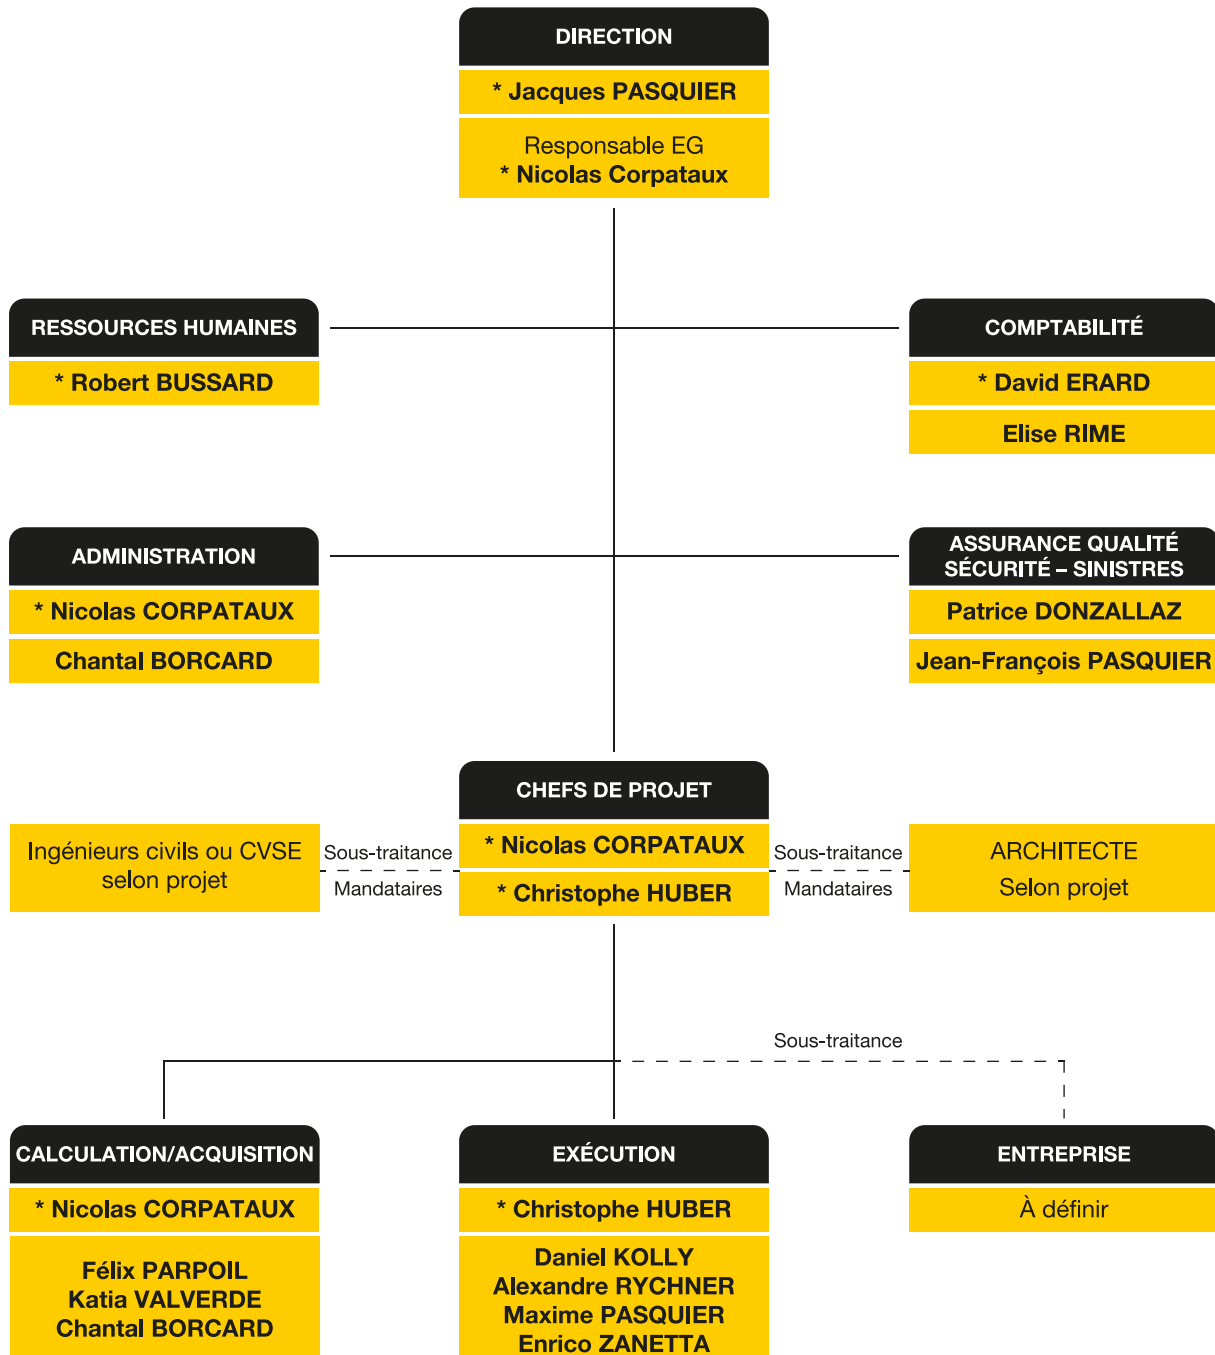 DIRECTION
* Jacques PASQUIER
Responsable EG
* Nicolas Corpataux
RESSOURCES HUMAINES
* Robert BUSSARD
COMPTABILITÉ
* David ERARD
Elise RIME
ADMINISTRATION
* Nicolas CORPATAUX
Chantal BORCARD
ASSURANCE QUALITÉ
SÉCURITÉ – SINISTRES
Patrice DONZALLAZ
Jean-François PASQUIER
CHEFS DE PROJET
* Nicolas CORPATAUX
* Christophe HUBER
Ingénieurs civils ou CVSE
selon projet
Sous-traitance
Mandataires
Sous-traitance
Mandataires
ARCHITECTE
Selon projet
Sous-traitance
CALCULATION/ACQUISITION
* Nicolas CORPATAUX
Félix PARPOIL
Katia VALVERDE
Chantal BORCARD
EXÉCUTION
* Christophe HUBER
Daniel KOLLY
Alexandre RYCHNER
Maxime PASQUIER
Enrico ZANETTA
ENTREPRISE
À définir